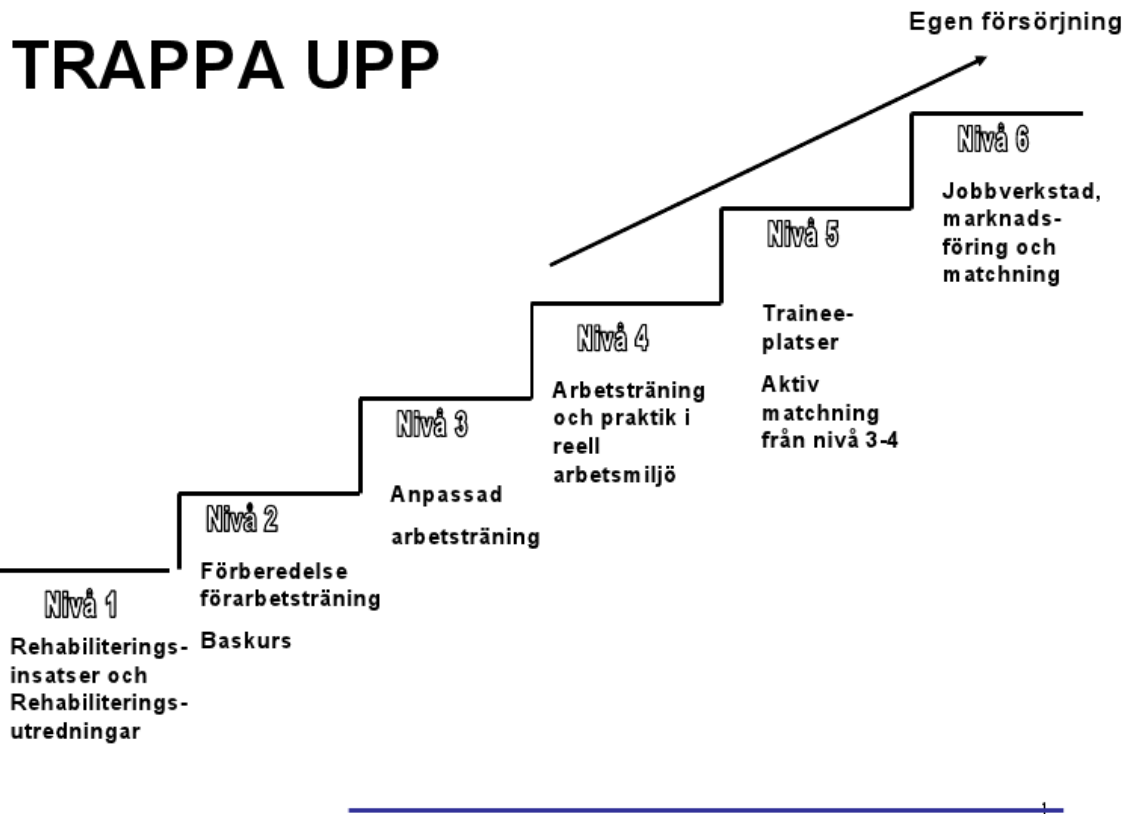 TRAPPA UPP
Egen försörjning
Nivå 1
Rehabiliterings-
insatser och
Rehabiliterings-
utredningar
Nivå 2
Förberedelse
förarbetsträning
Baskurs
Nivå 3
Anpassad
arbetsträning
Nivå 4
Arbetsträning
och praktik i
reell
arbetsmiljö
Nivå 5
Trainee-
platser
Aktiv
matchning
från nivå 3-4
Nivå 6
Jobbverkstad,
marknads-
föring och
matchning
1